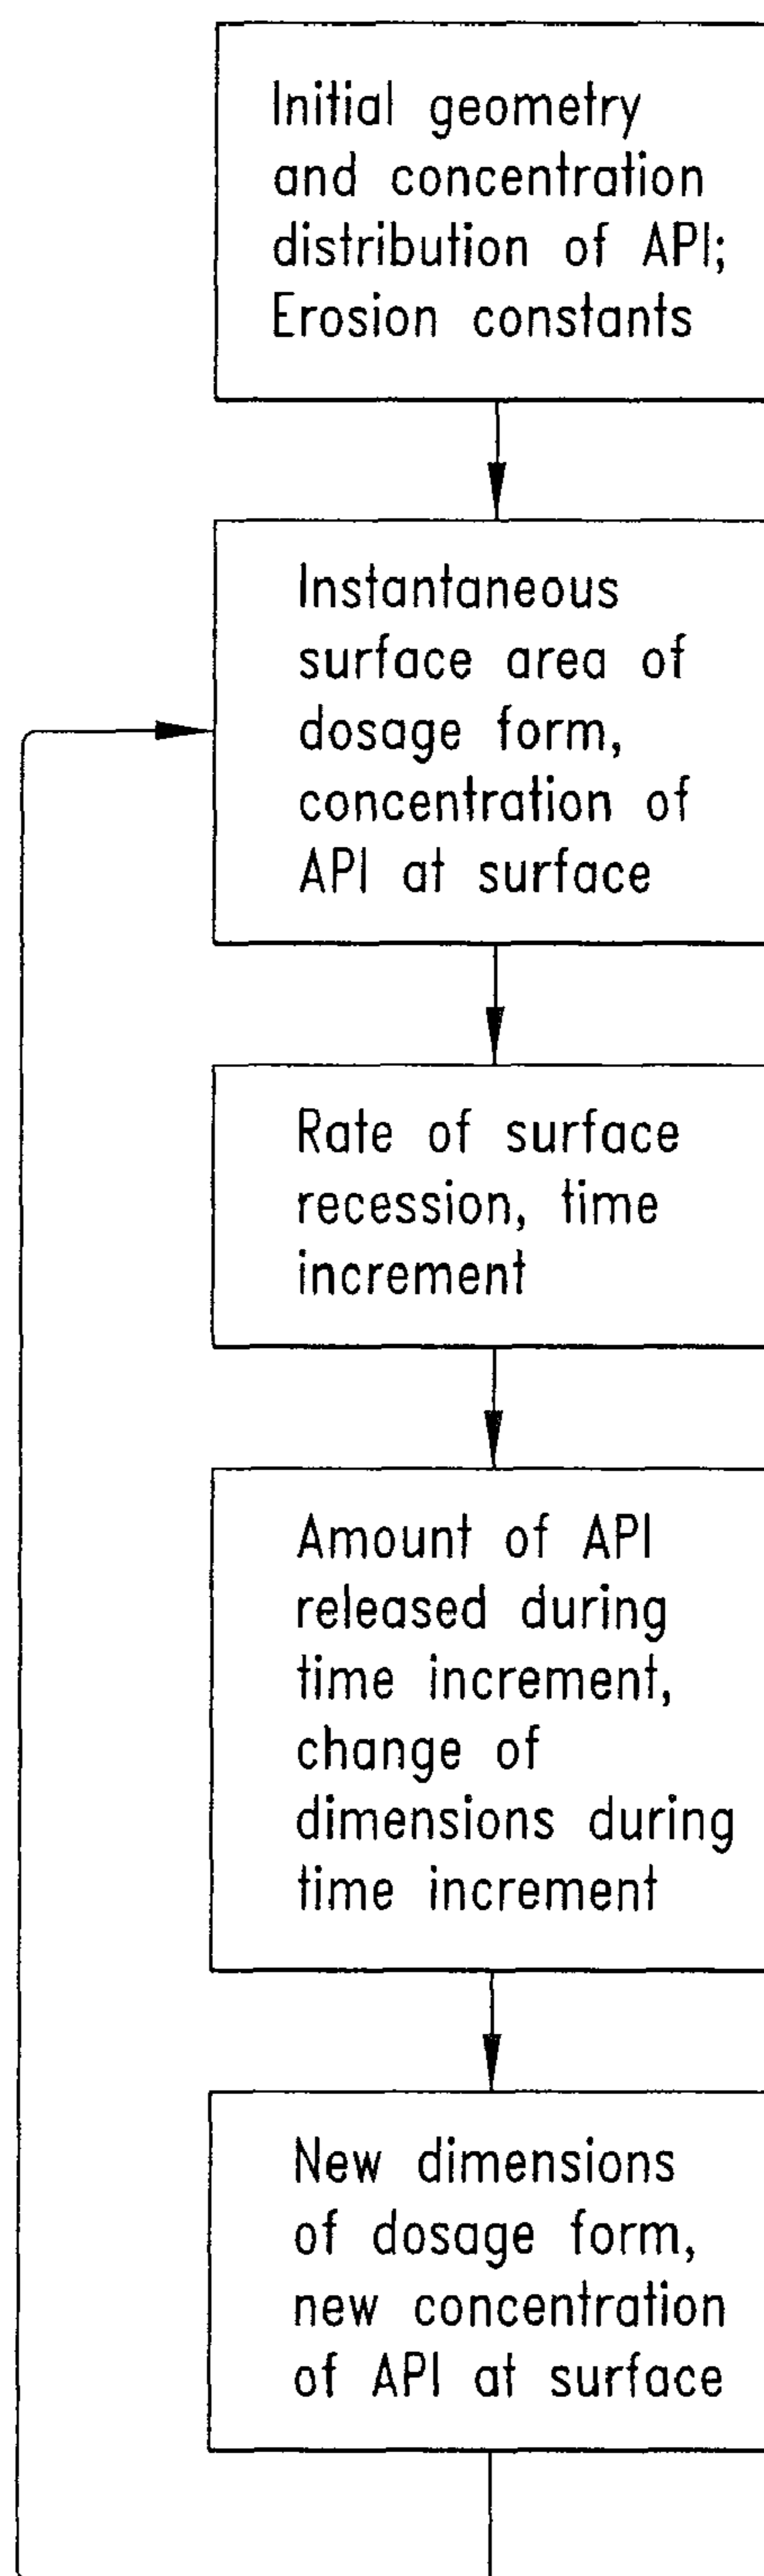 Initial geometry
and concentration
distribution of API;
Erosion constants
Instantaneous
surface area of
dosage form,
concentration of
API at surface
Rate of surface
recession, time
increment
Amount of API
released during
time increment,
change of
dimensions during
time increment
New dimensions
of dosage form,
new concentration
of API at surface